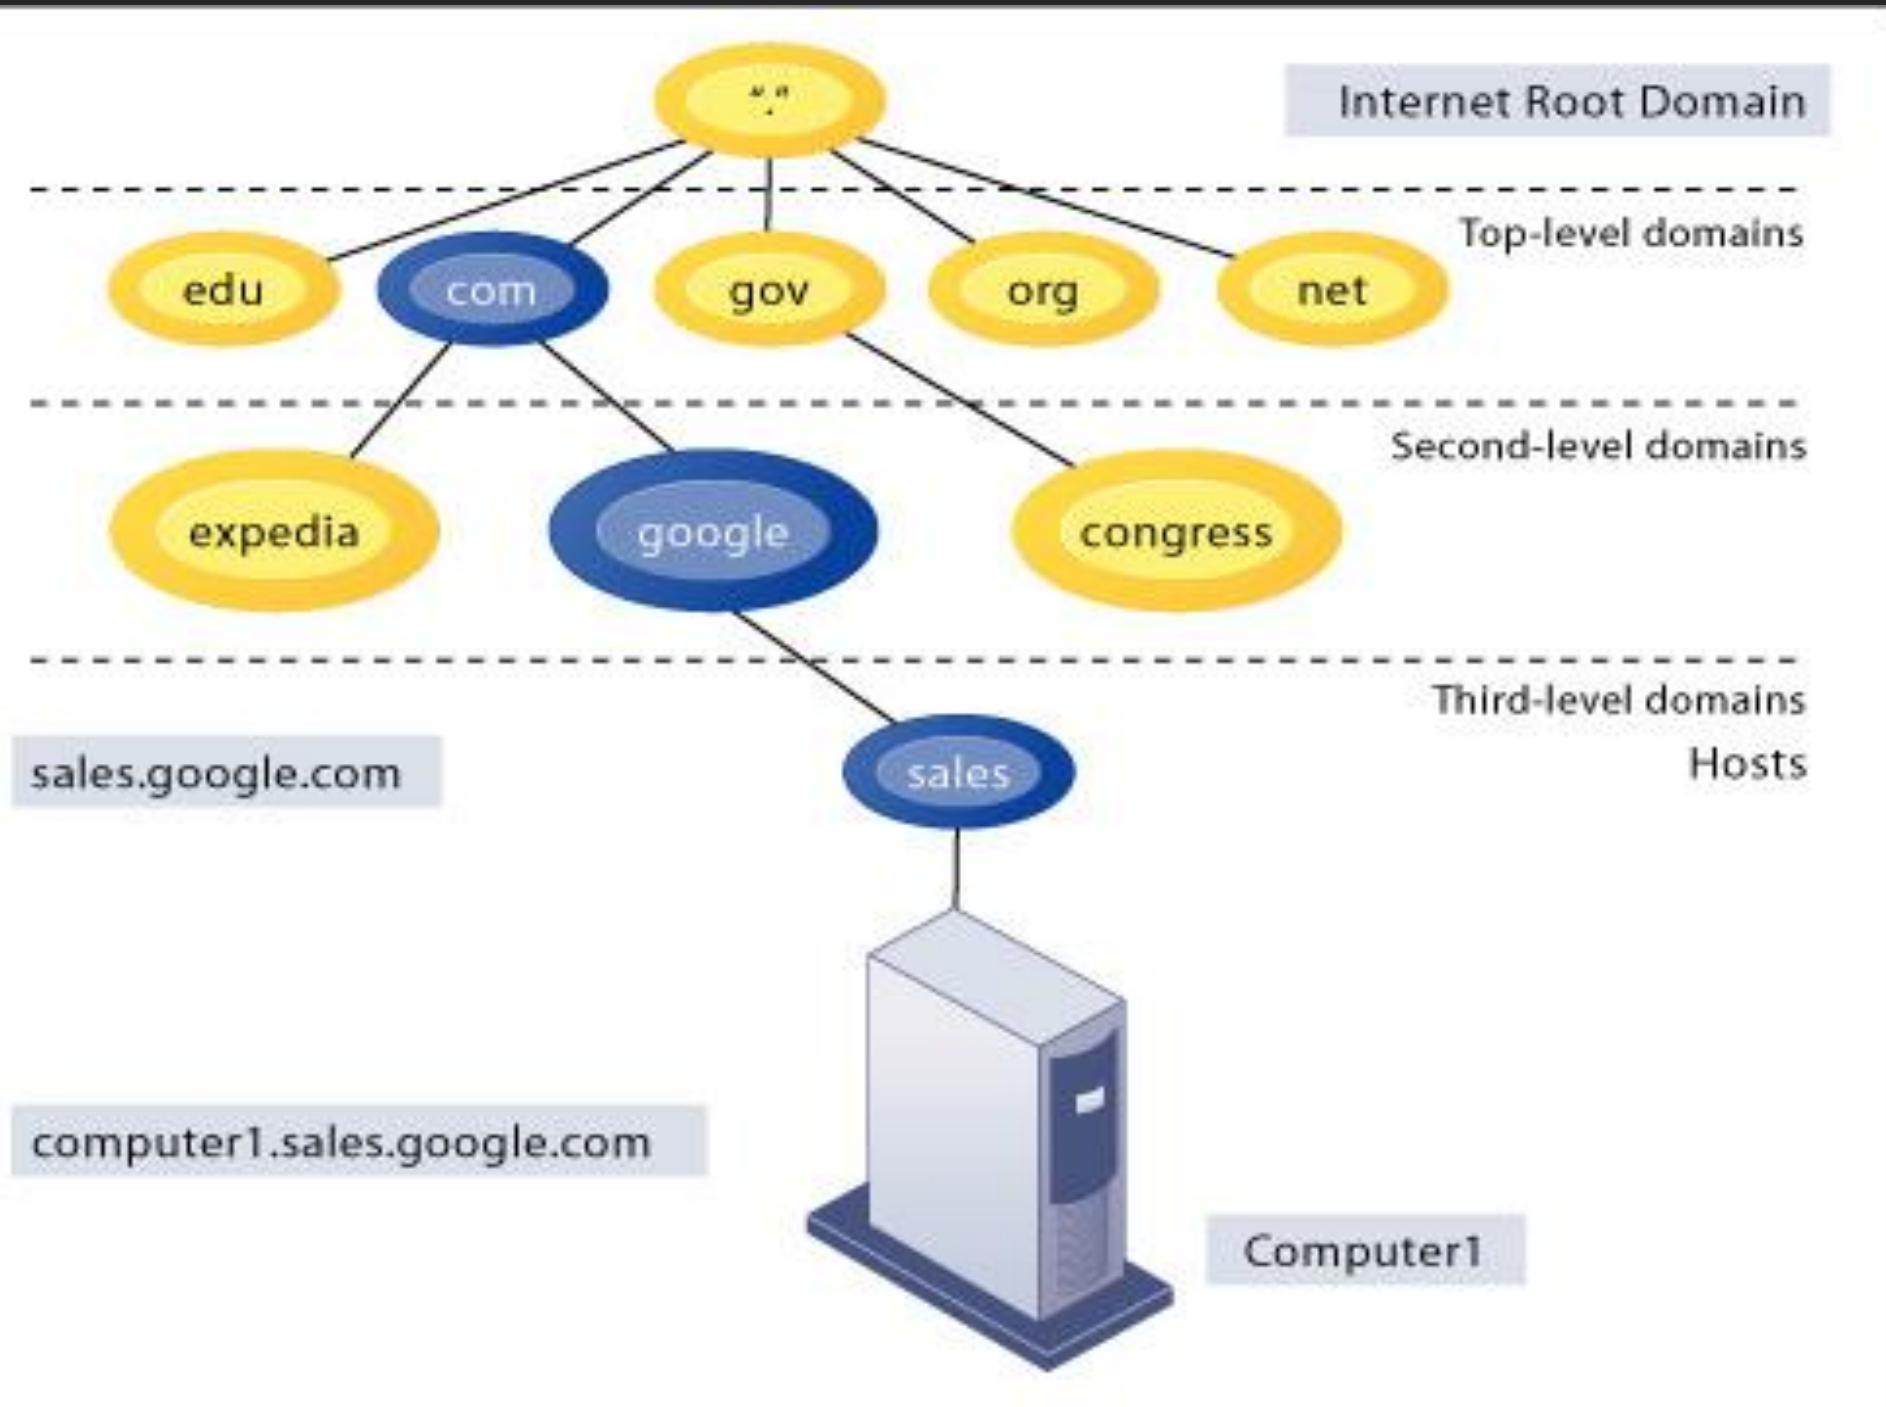 "."
Internet Root Domain
Top-level domains
edu
com
gov
org
net
Second-level domains
expedia
google
congress
Third-level domains
Hosts
sales.google.com
sales
computer1.sales.google.com
Computer1